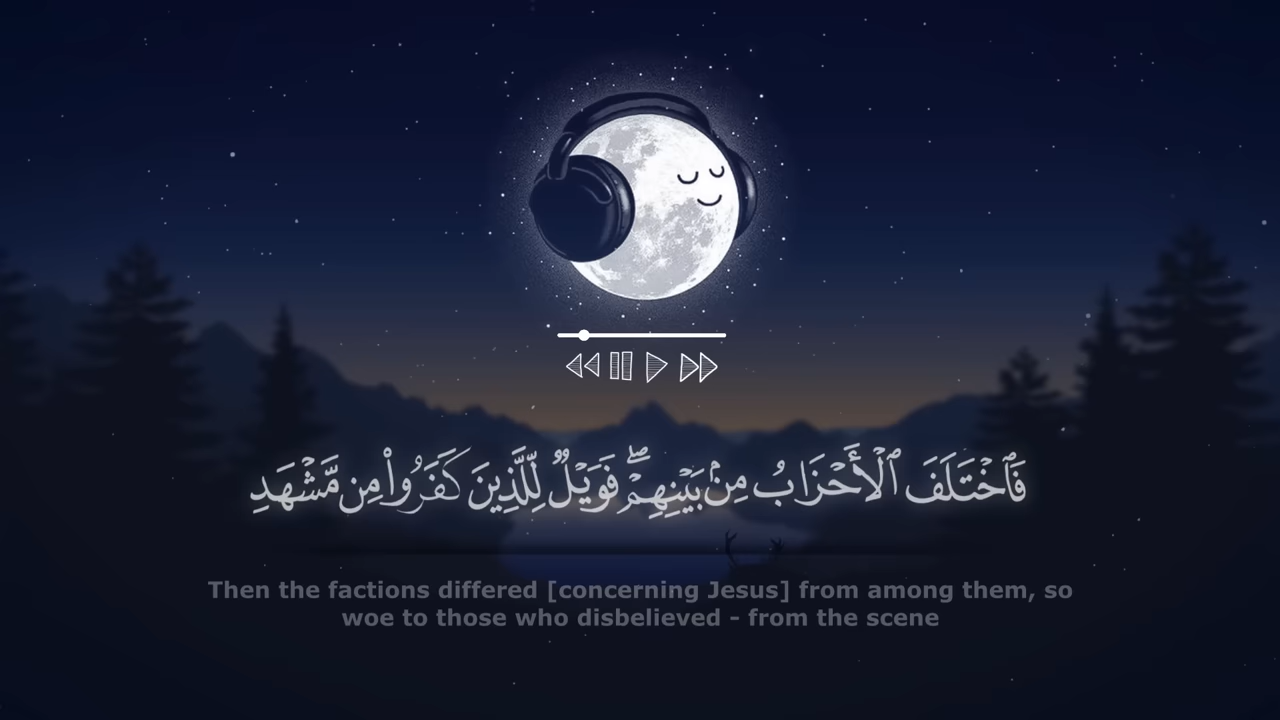 فَٱخْتَلَفَ ٱلْأَحْزَابُ مِنۢ بَيْنِهِمْ ۖ فَوَيْلٌ لِّلَّذِينَ كَفَرُوا۟ مِن مَّشْهَدِ
Then the factions differed [concerning Jesus] from among them, so
woe to those who disbelieved - from the scene